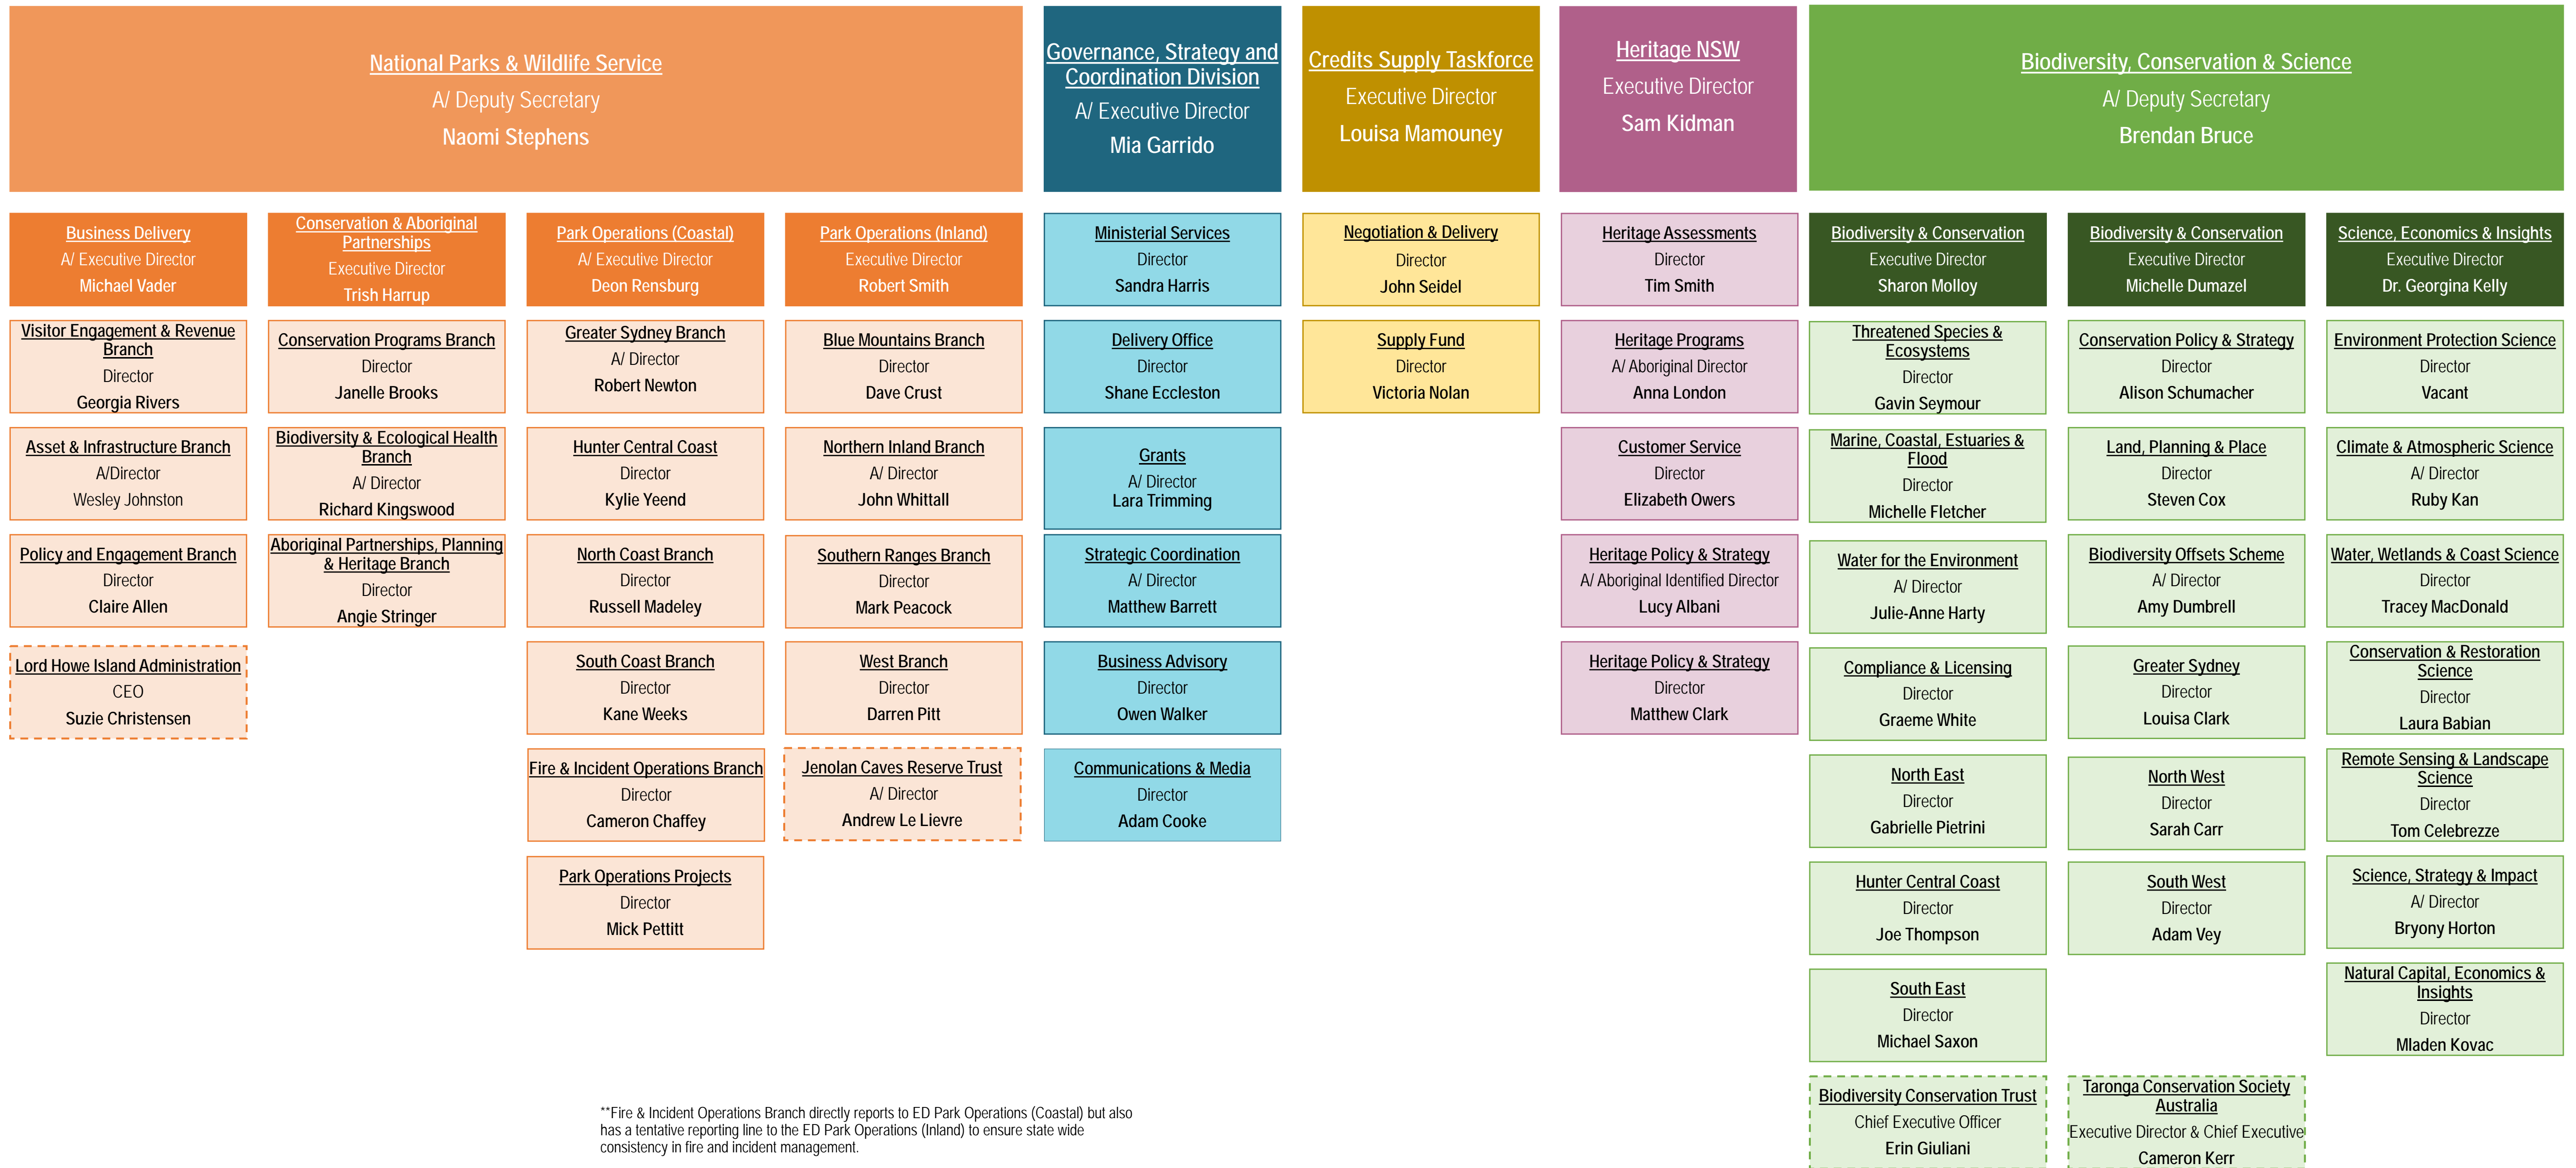 National Parks & Wildlife Service
A/ Deputy Secretary
Naomi Stephens
Governance, Strategy and
Coordination Division
A/ Executive Director
Mia Garrido
Credits Supply Taskforce
Executive Director
Louisa Mamouney
Heritage NSW
Executive Director
Sam Kidman
Biodiversity, Conservation & Science
A/ Deputy Secretary
Brendan Bruce
Business Delivery
A/ Executive Director
Michael Vader
Visitor Engagement & Revenue
Branch
Director
Georgia Rivers
Asset & Infrastructure Branch
A/Director
Wesley Johnston
Policy and Engagement Branch
Director
Claire Allen
Lord Howe Island Administration
CEO
Suzie Christensen
Conservation & Aboriginal
Partnerships
Executive Director
Trish Harrup
Conservation Programs Branch
Director
Janelle Brooks
Biodiversity & Ecological Health
Branch
A/ Director
Richard Kingswood
Aboriginal Partnerships, Planning
& Heritage Branch
Director
Angie Stringer
Park Operations (Coastal)
A/ Executive Director
Deon Rensburg
Greater Sydney Branch
A/ Director
Robert Newton
Hunter Central Coast
Director
Kylie Yeend
North Coast Branch
Director
Russell Madeley
South Coast Branch
Director
Kane Weeks
Fire & Incident Operations Branch
Director
Cameron Chaffey
Park Operations Projects
Director
Mick Pettitt
Park Operations (Inland)
Executive Director
Robert Smith
Blue Mountains Branch
Director
Dave Crust
Northern Inland Branch
A/ Director
John Whittall
Southern Ranges Branch
Director
Mark Peacock
West Branch
Director
Darren Pitt
Jenolan Caves Reserve Trust
A/ Director
Andrew Le Lievre
Ministerial Services
Director
Sandra Harris
Delivery Office
Director
Shane Eccleston
Grants
A/ Director
Lara Trimming
Strategic Coordination
A/ Director
Matthew Barrett
Business Advisory
Director
Owen Walker
Communications & Media
Director
Adam Cooke
Negotiation & Delivery
Director
John Seidel
Supply Fund
Director
Victoria Nolan
Heritage Assessments
Director
Tim Smith
Heritage Programs
A/ Aboriginal Director
Anna London
Customer Service
Director
Elizabeth Owers
Heritage Policy & Strategy
A/ Aboriginal Identified Director
Lucy Albani
Heritage Policy & Strategy
Director
Matthew Clark
Biodiversity & Conservation
Executive Director
Sharon Molloy
Threatened Species &
Ecosystems
Director
Gavin Seymour
Marine, Coastal, Estuaries &
Flood
Director
Michelle Fletcher
Water for the Environment
A/ Director
Julie-Anne Harty
Compliance & Licensing
Director
Graeme White
North East
Director
Gabrielle Pietrini
Hunter Central Coast
Director
Joe Thompson
South East
Director
Michael Saxon
Biodiversity Conservation Trust
Chief Executive Officer
Erin Giuliani
Biodiversity & Conservation
Executive Director
Michelle Dumazel
Conservation Policy & Strategy
Director
Alison Schumacher
Land, Planning & Place
Director
Steven Cox
Biodiversity Offsets Scheme
A/ Director
Amy Dumbrell
Greater Sydney
Director
Louisa Clark
North West
Director
Sarah Carr
South West
Director
Adam Vey
Taronga Conservation Society
Australia
Executive Director & Chief Executive
Cameron Kerr
Science, Economics & Insights
Executive Director
Dr. Georgina Kelly
Environment Protection Science
Director
Vacant
Climate & Atmospheric Science
A/ Director
Ruby Kan
Water, Wetlands & Coast Science
Director
Tracey MacDonald
Conservation & Restoration
Science
Director
Laura Babian
Remote Sensing & Landscape
Science
Director
Tom Celebrezze
Science, Strategy & Impact
A/ Director
Bryony Horton
Natural Capital, Economics &
Insights
Director
Mladen Kovac
**Fire & Incident Operations Branch directly reports to ED Park Operations (Coastal) but also
has a tentative reporting line to the ED Park Operations (Inland) to ensure state wide
consistency in fire and incident management.